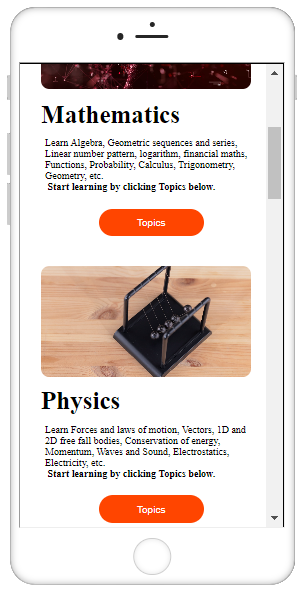 Mathematics
Learn Algebra, Geometric sequences and series,
Linear number pattern, logarithm, financial maths,
Functions, Probability, Calculus, Trigonometry,
Geometry, etc.
Start learning by clicking Topics below.
Topics
Physics
Learn Forces and laws of motion, Vectors, 1D and
2D free fall bodies, Conservation of energy,
Momentum, Waves and Sound, Electrostatics,
Electricity, etc.
Start learning by clicking Topics below.
Topics